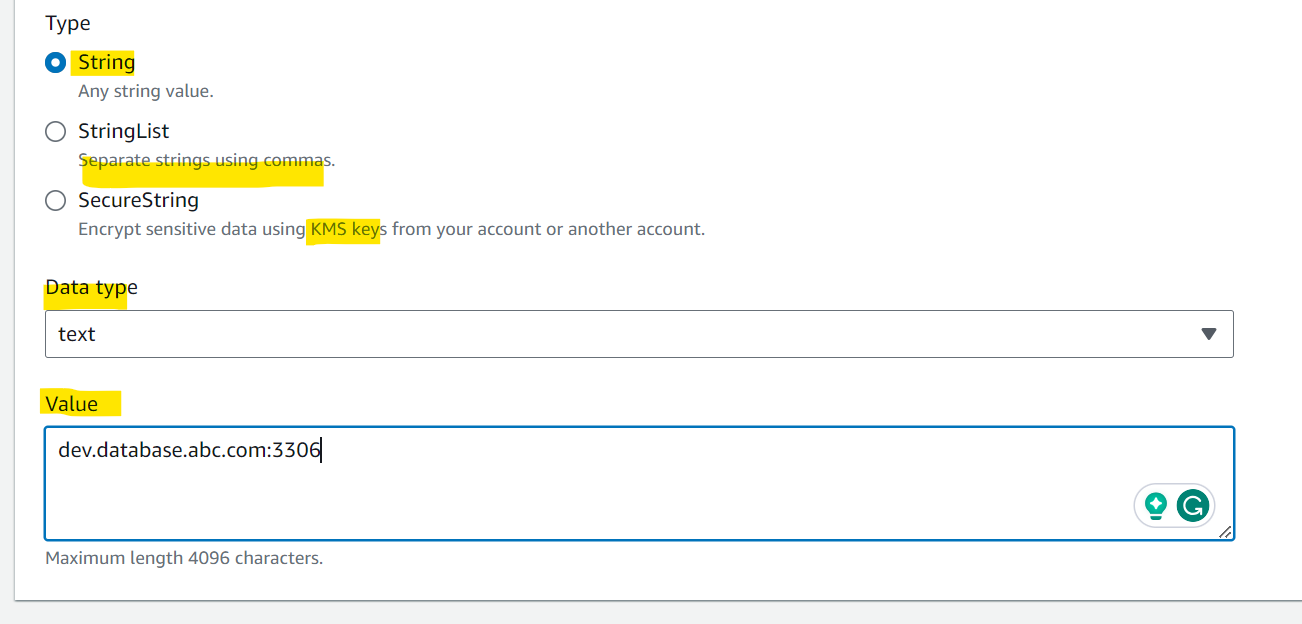 Type
String
Any string value.
StringList
Separate strings using commas.
SecureString
Encrypt sensitive data using KMS keys from your account or another account.
Data type
text
Value
dev.database.abc.com:3306
Maximum length 4096 characters.